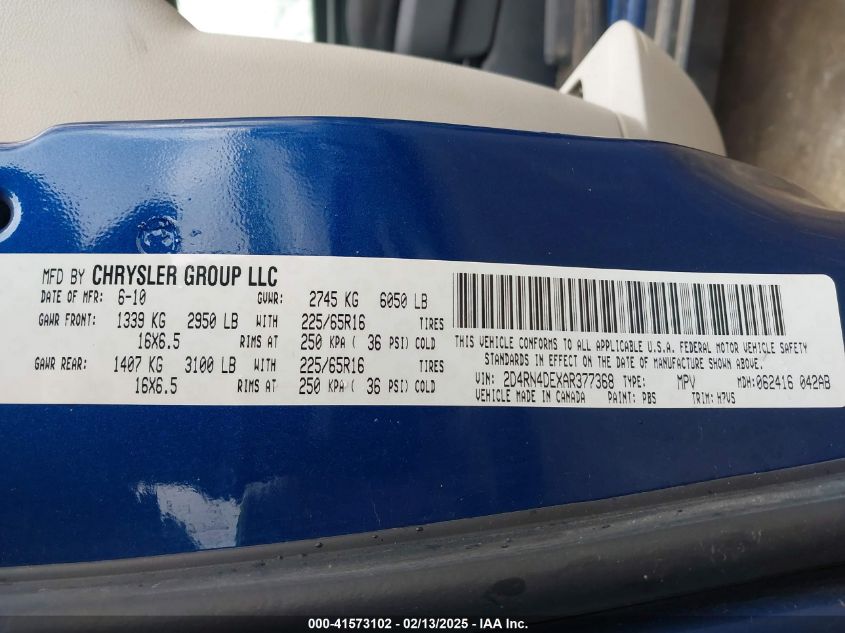 MFD BY CHRYSLER GROUP LLC
DATE OF MFR: 6-10 GVWR: 2745 KG 6050 LB
GAWR FRONT: 1339 KG 2950 LB WITH 225/65R16 TIRES
16X6.5 RIMS AT 250 KPA ( 36 PSI) COLD
GAWR REAR: 1407 KG 3100 LB WITH 225/65R16 TIRES
16X6.5 RIMS AT 250 KPA ( 36 PSI) COLD
THIS VEHICLE CONFORMS TO ALL APPLICABLE U.S.A. FEDERAL MOTOR VEHICLE SAFETY
STANDARDS IN EFFECT ON THE DATE OF MANUFACTURE SHOWN ABOVE.
VIN: 2D4RN4DEXAR377368 TYPE: MPV MDH:062416 042AB
VEHICLE MADE IN CANADA PAINT: PBS TRIM: H7US
000-41573102 - 02/13/2025 - IAA Inc.